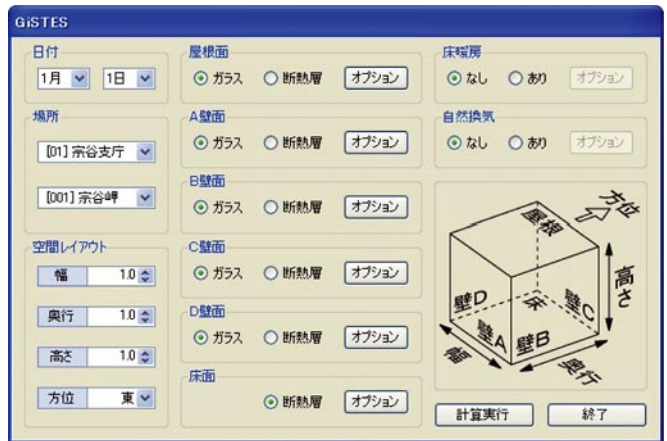 GiSTES
日付
1月 1日
場所
[01] 宗谷支庁
[001] 宗谷岬
空間レイアウト
幅 1.0
奥行 1.0
高さ 1.0
方位 東
屋根面
ガラス 断熱層 オプション
A壁面
ガラス 断熱層 オプション
B壁面
ガラス 断熱層 オプション
C壁面
ガラス 断熱層 オプション
D壁面
ガラス 断熱層 オプション
床面
断熱層 オプション
床暖房
なし あり オプション
自然換気
なし あり オプション
方位
屋根
高さ
壁D
床
壁C
壁A
壁B
幅
奥行
計算実行 終了